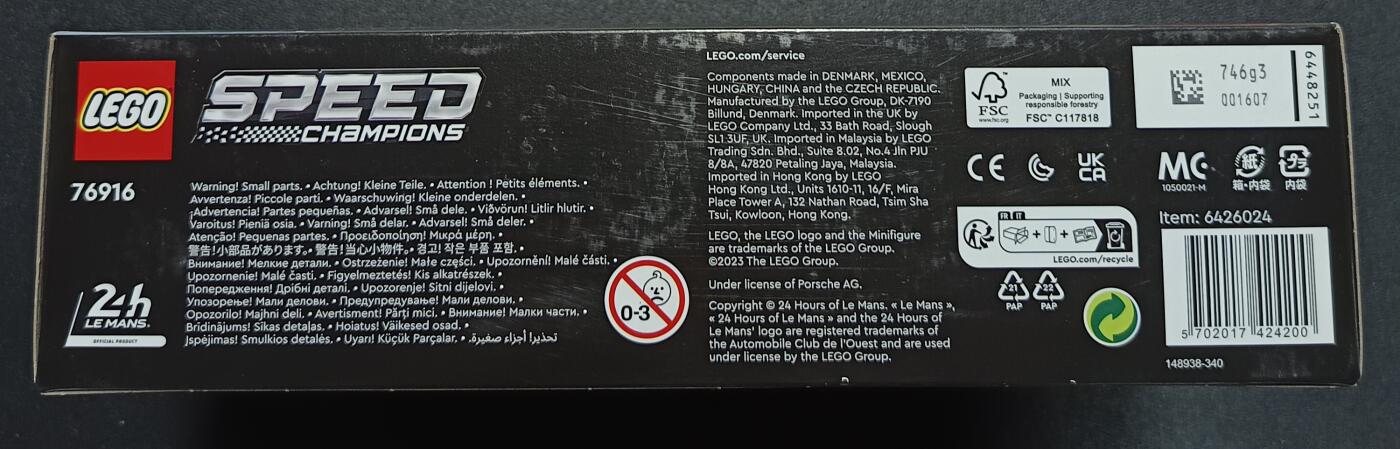 LEGO
SPEED
CHAMPIONS
76916
24h
LE MANS
OFFICIAL PRODUCT
Warning! Small parts. • Achtung! Kleine Teile. • Attention ! Petits éléments. •
Avvertenza! Piccole parti. • Waarschuwing! Kleine onderdelen. •
¡Advertencia! Partes pequeñas. • Advarsel! Små dele. • Viðvörun! Litlir hlutir. •
Varoitus! Pieniä osia. • Varning! Små delar. • Advarsel! Små deler. •
Atenção! Pequenas partes. • Προειδοποίηση! Μικρά μέρη. •
警告!小部品があります。• 警告!当心小物件。• 경고! 작은 부품 포함. •
Внимание! Мелкие детали. • Ostrzeżenie! Małe części. • Upozornění! Malé části. •
Upozornenie! Malé časti. • Figyelmeztetés! Kis alkatrészek. •
Попередження! Дрібні деталі. • Upozorenje! Sitni dijelovi. •
Упозорење! Мали делови. • Предупредување! Мали делови. •
Opozorilo! Majhni deli. • Avertisment! Părți mici. • Внимание! Малки части. •
Brīdinājums! Sīkas detaļas. • Hoiatus! Väikesed osad. •
Įspėjimas! Smulkios detalės. • Uyarı! Küçük Parçalar. • تحذير! أجزاء صغيرة. •
0-3
LEGO.com/service
Components made in DENMARK, MEXICO,
HUNGARY, CHINA and the CZECH REPUBLIC.
Manufactured by the LEGO Group, DK-7190
Billund, Denmark. Imported in the UK by
LEGO Company Ltd., 33 Bath Road, Slough
SL1 3UF, UK. Imported in Malaysia by LEGO
Trading Sdn. Bhd., Suite 8.02, No.4 Jln PJU
8/8A, 47820 Petaling Jaya, Malaysia.
Imported in Hong Kong by LEGO
Hong Kong Ltd., Units 1610-11, 16/F, Mira
Place Tower A, 132 Nathan Road, Tsim Sha
Tsui, Kowloon, Hong Kong.
LEGO, the LEGO logo and the Minifigure
are trademarks of the LEGO Group.
©2023 The LEGO Group.
Under license of Porsche AG.
Copyright © 24 Hours of Le Mans. « Le Mans »,
« 24 Hours of Le Mans » and the 24 Hours of
Le Mans' logo are registered trademarks of
the Automobile Club de l'Ouest and are used
under license by the LEGO Group.
FSC
www.fsc.org
MIX
Packaging | Supporting
responsible forestry
FSC™ C117818
746g3
001607
6448251
CE
UK
CA
MC
1050021-M
紙
箱・内袋
プラ
内袋
FR IT
LEGO.com/recycle
21
PAP
22
PAP
Item: 6426024
5 702017 424200
148938-340